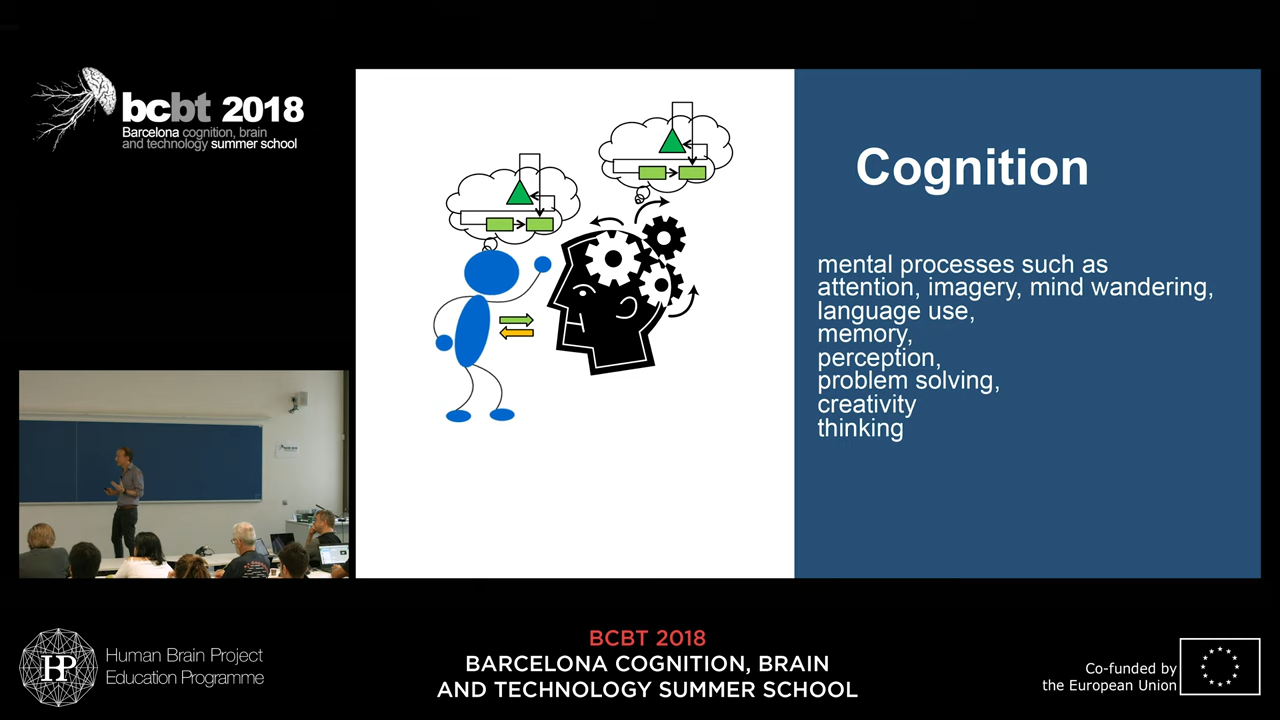 bcbt 2018
Barcelona cognition, brain
and technology summer school
Cognition
mental processes such as
attention, imagery, mind wandering,
language use,
memory,
perception,
problem solving,
creativity
thinking
HP
Human Brain Project
Education Programme
BCBT 2018
BARCELONA COGNITION, BRAIN
AND TECHNOLOGY SUMMER SCHOOL
Co-funded by
the European Union